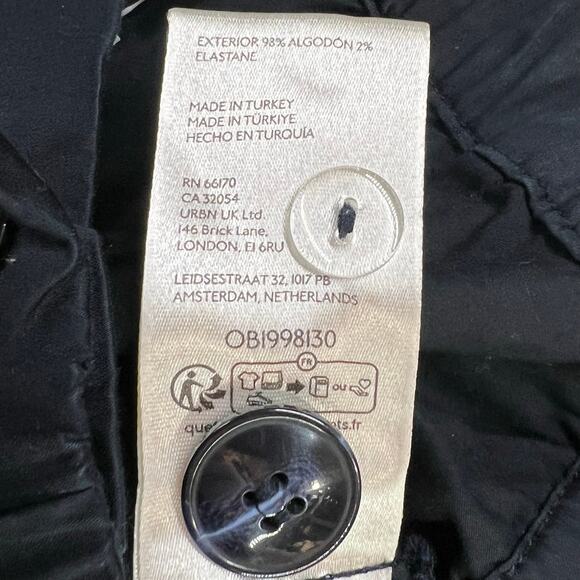 EXTERIOR 98% ALGODÓN 2%
ELASTANE
MADE IN TURKEY
MADE IN TÜRKIYE
HECHO EN TURQUÍA
RN 66170
CA 32054
URBN UK Ltd.
146 Brick Lane,
LONDON, E1 6RU
LEIDSESTRAAT 32, 1017 PB
AMSTERDAM, NETHERLANDS
OB1998130
FR
OU